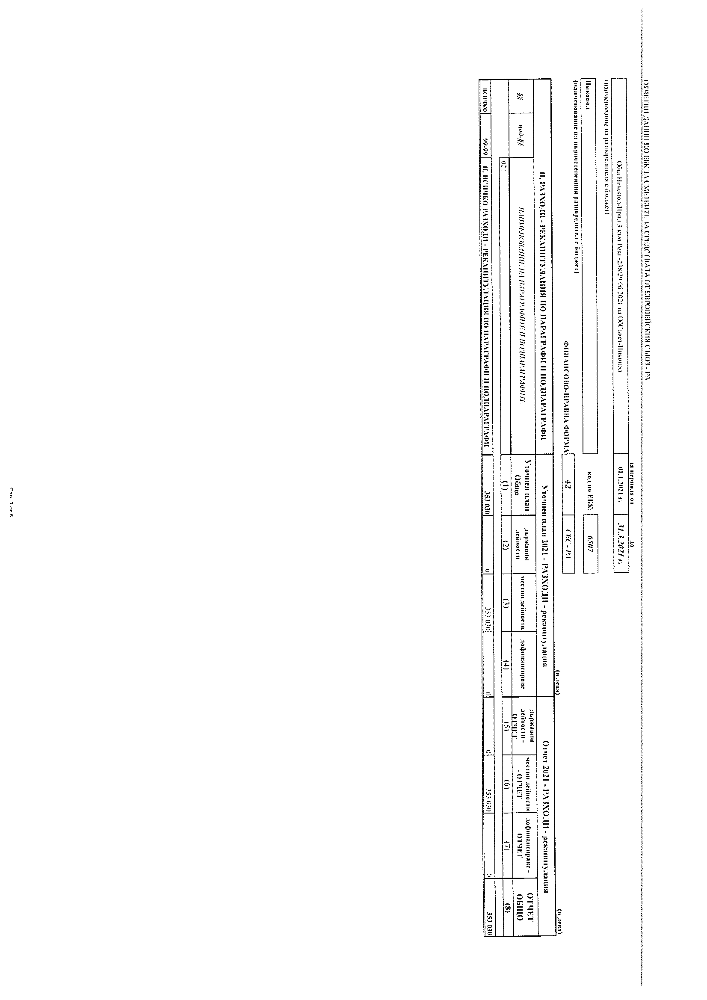 ОТЧЕТНИ ДАННИ ПО ЕБК ЗА СМЕТКИТЕ ЗА СРЕДСТВАТА ОТ ЕВРОПЕЙСКИЯ СЪЮЗ - РА
за периода от до
Общ Никопол-Прил.3 към Реш.-238/29.06.2021 на ОбСъвет-Никопол 01.1.2021 г. 31.3.2021 г.
(наименование на разпоредителя с бюджет)
Никопол код по ЕБК: 6507
(наименование на първостепенния разпоредител с бюджет)
ФИНАНСОВО-ПРАВНА ФОРМА 42 СЕС - РА
(в лева) (в лева)
II. РАЗХОДИ - РЕКАПИТУЛАЦИЯ ПО ПАРАГРАФИ И ПОДПАРАГРАФИ Уточнен план 2021 - РАЗХОДИ - рекапитулация Отчет 2021 - РАЗХОДИ - рекапитулация
§§ под-§§ НАИМЕНОВАНИЕ НА ПАРАГРАФИТЕ И ПОДПАРАГРАФИТЕ Уточнен план Общо държавни дейности местни дейности дофинансиране държавни дейности - ОТЧЕТ местни дейности - ОТЧЕТ дофинансиране - ОТЧЕТ ОТЧЕТ ОБЩО
(1) (2) (3) (4) (5) (6) (7) (8)
всичко 99-99 II. ВСИЧКО РАЗХОДИ - РЕКАПИТУЛАЦИЯ ПО ПАРАГРАФИ И ПОДПАРАГРАФИ 353 030 0 353 030 0 0 353 030 0 353 030
Стр. 2 от 6